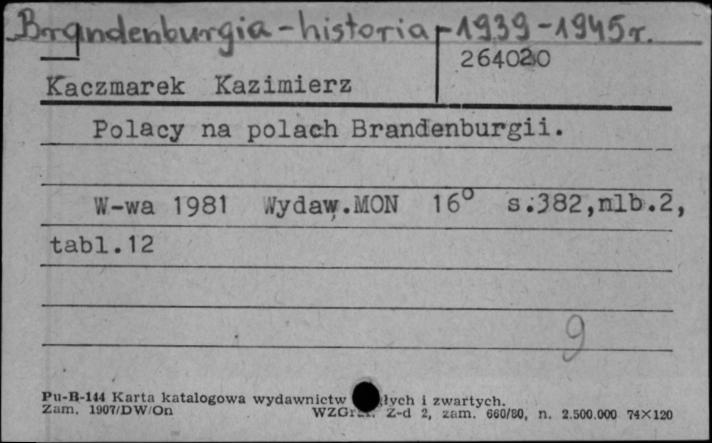 Brandenburgia - historia - 1939 - 1945 r.
264020
Kaczmarek Kazimierz
Polacy na polach Brandenburgii.
W-wa 1981 Wydaw.MON 16° s.382,nlb.2,
tabl.12
9
Pu-B-144 Karta katalogowa wydawnictw i zwartych.
Zam. 1907/DW/On Z-d 2, zam. 660/80, n. 2.500.000 74×120